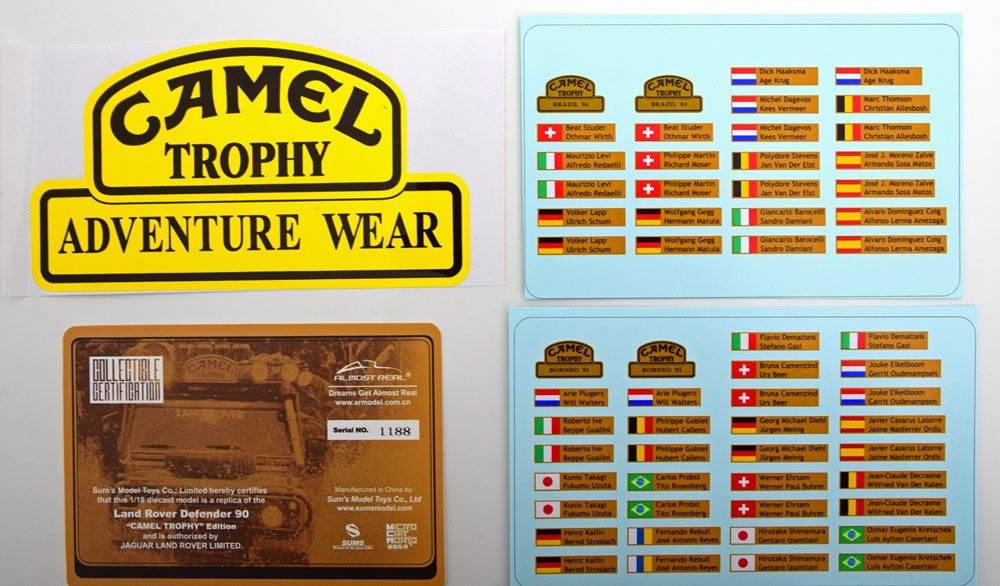 CAMEL
TROPHY
ADVENTURE WEAR
COLLECTIBLE
CERTIFICATION
CAMEL
TROPHY
ALMOST REAL®
Dreams Get Almost Real
www.armodel.com.cn
Serial NO. 1188
Sum's Model Toys Co., Limited hereby certifies
that this 1/18 diecast model is a replica of the
Land Rover Defender 90
"CAMEL TROPHY" Edition
and is authorized by
JAGUAR LAND ROVER LIMITED.
Manufactured in China by
Sum's Model Toys Co., Ltd
www.sumsmodel.com
SUMS
MICRO
CAR
WORLD
CAMEL
TROPHY
BRAZIL '84
CAMEL
TROPHY
BRAZIL '84
Dick Haaksma
Age Krug
Dick Haaksma
Age Krug
Michel Dagevos
Kees Vermeer
Marc Thomson
Christian Allesbosh
Beat Studer
Othmar Wirth
Beat Studer
Othmar Wirth
Michel Dagevos
Kees Vermeer
Marc Thomson
Christian Allesbosh
Maurizio Levi
Alfredo Redaelli
Philippe Martin
Richard Moser
Polydore Stevens
Jan Van Der Elst
José J. Moreno Zalve
Armando Sosa Matos
Maurizio Levi
Alfredo Redaelli
Philippe Martin
Richard Moser
Polydore Stevens
Jan Van Der Elst
José J. Moreno Zalve
Armando Sosa Matos
Volker Lapp
Ulrich Schum
Wolfgang Gegg
Hermann Matula
Giancarlo Barocelli
Sandro Damiani
Alvaro Dominguez Coig
Alfonso Lerma Amezaga
Volker Lapp
Ulrich Schum
Wolfgang Gegg
Hermann Matula
Giancarlo Barocelli
Sandro Damiani
Alvaro Dominguez Coig
Alfonso Lerma Amezaga
CAMEL
TROPHY
BORNEO '85
CAMEL
TROPHY
BORNEO '85
Flavio Dematteis
Stefano Gasi
Flavio Dematteis
Stefano Gasi
Bruna Camenzind
Urs Beer
Jouke Eikelboom
Gerrit Oudenampsen
Arie Plugers
Will Walters
Arie Plugers
Will Walters
Bruna Camenzind
Urs Beer
Jouke Eikelboom
Gerrit Oudenampsen
Roberto Ive
Beppe Gualini
Philippe Goblet
Hubert Callens
Georg Michael Diehl
Jürgen Meinig
Javier Casarus Latorre
Jaime Masferrer Ordis
Roberto Ive
Beppe Gualini
Philippe Goblet
Hubert Callens
Georg Michael Diehl
Jürgen Meinig
Javier Casarus Latorre
Jaime Masferrer Ordis
Kunio Takagi
Fukumu Uzuta
Carlos Probst
Tito Rosenberg
Werner Ehrsam
Werner Paul Buhrer
Jean-Claude Decraene
Wilfried Van Der Kalen
Kunio Takagi
Fukumu Uzuta
Carlos Probst
Tito Rosenberg
Werner Ehrsam
Werner Paul Buhrer
Jean-Claude Decraene
Wilfried Van Der Kalen
Heinz Kallin
Bernd Strodach
Fernando Rebull
José Antonio Reyes
Hirotaka Shimamura
Gentaro Izumitani
Osmar Eugenio Kretschek
Luis Aylton Casertani
Heinz Kallin
Bernd Strodach
Fernando Rebull
José Antonio Reyes
Hirotaka Shimamura
Gentaro Izumitani
Osmar Eugenio Kretschek
Luis Aylton Casertani